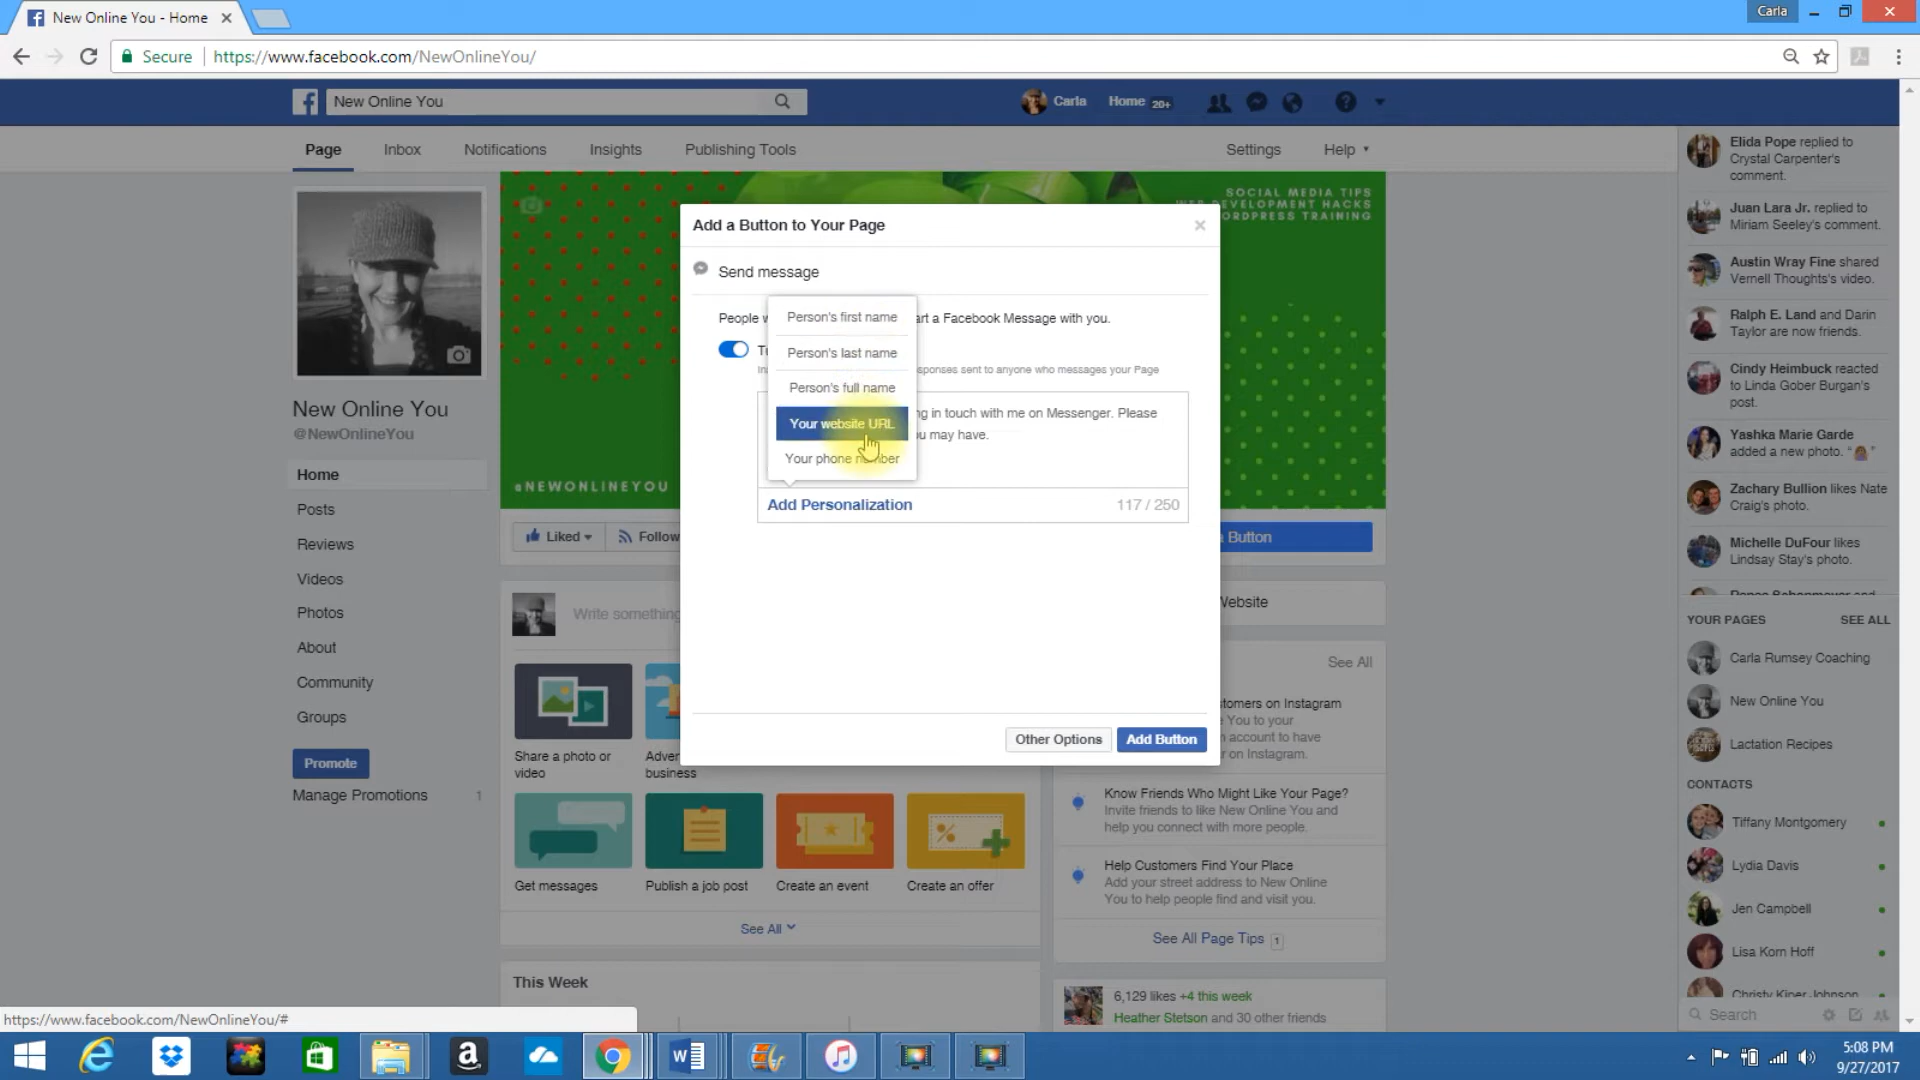 New Online You - Home
Carla
Secure
https://www.facebook.com/NewOnlineYou/
New Online You
Carla
Home 20+
Page
Inbox
Notifications
Insights
Publishing Tools
Settings
Help
SOCIAL MEDIA TIPS
DEVELOPMENT HACKS
WORDPRESS TRAINING
@NEWONLINEYOU
New Online You
@NewOnlineYou
Home
Posts
Reviews
Videos
Photos
About
Community
Groups
Promote
Manage Promotions 1
Add a Button to Your Page
Send message
People w
art a Facebook Message with you.
sponses sent to anyone who messages your Page
ng in touch with me on Messenger. Please
ou may have.
Person's first name
Person's last name
Person's full name
Your website URL
Your phone number
Add Personalization
117 / 250
Other Options
Add Button
Liked
Follow
Button
Write something
Website
See All
Share a photo or
video
business
Get messages
Publish a job post
Create an event
Create an offer
See All
This Week
tomers on Instagram
You to your
account to have
r on Instagram.
Know Friends Who Might Like Your Page?
Invite friends to like New Online You and
help you connect with more people.
Help Customers Find Your Place
Add your street address to New Online
You to help people find and visit you.
See All Page Tips 1
6,129 likes +4 this week
Heather Stetson and 30 other friends
Elida Pope replied to
Crystal Carpenter's
comment.
Juan Lara Jr. replied to
Miriam Seeley's comment.
Austin Wray Fine shared
Vernell Thoughts's video.
Ralph E. Land and Darin
Taylor are now friends.
Cindy Heimbuck reacted
to Linda Gober Burgan's
post.
Yashka Marie Garde
added a new photo. "
Zachary Bullion likes Nate
Craig's photo.
Michelle DuFour likes
Lindsay Stay's photo.
YOUR PAGES
SEE ALL
Carla Rumsey Coaching
New Online You
Lactation Recipes
CONTACTS
Tiffany Montgomery
Lydia Davis
Jen Campbell
Lisa Korn Hoff
Christy Kiner-Johnson
Search
https://www.facebook.com/NewOnlineYou/#
5:08 PM
9/27/2017